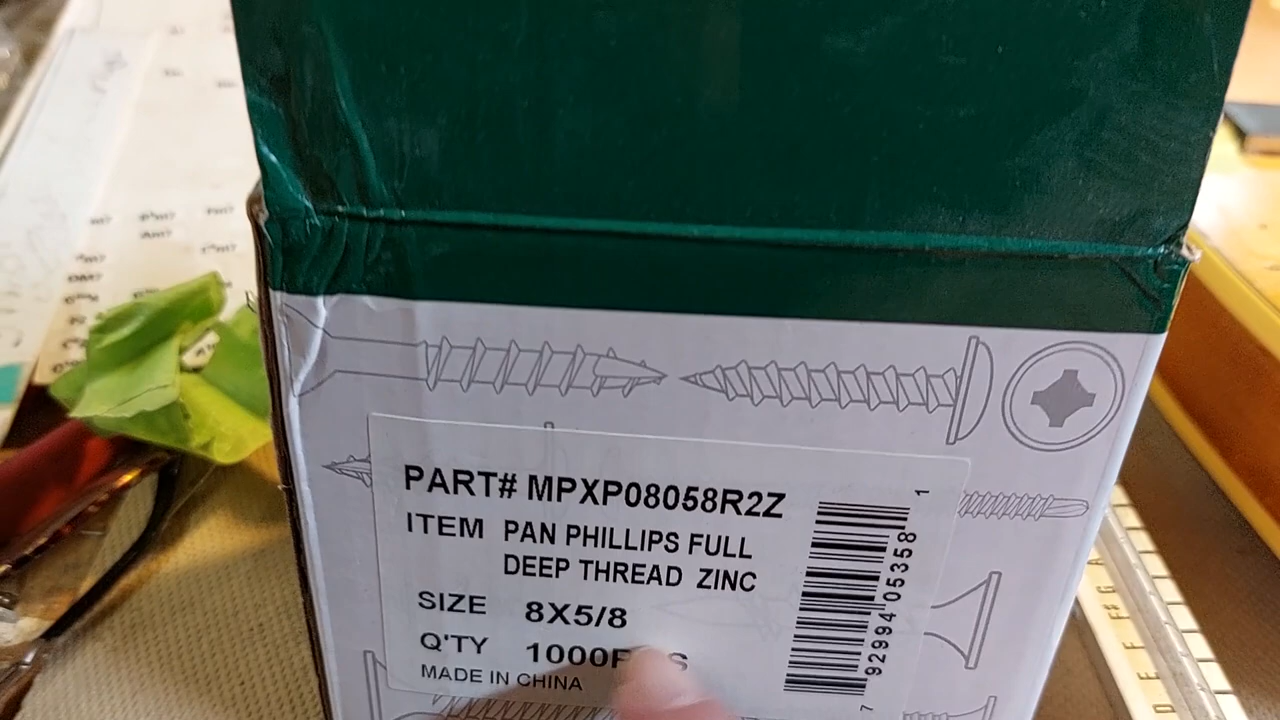 PART# MPXP08058R2Z
ITEM PAN PHILLIPS FULL
DEEP THREAD ZINC
SIZE 8X5/8
Q'TY 1000
MADE IN CHINA
7 92994 05358 1
D E F F# G A